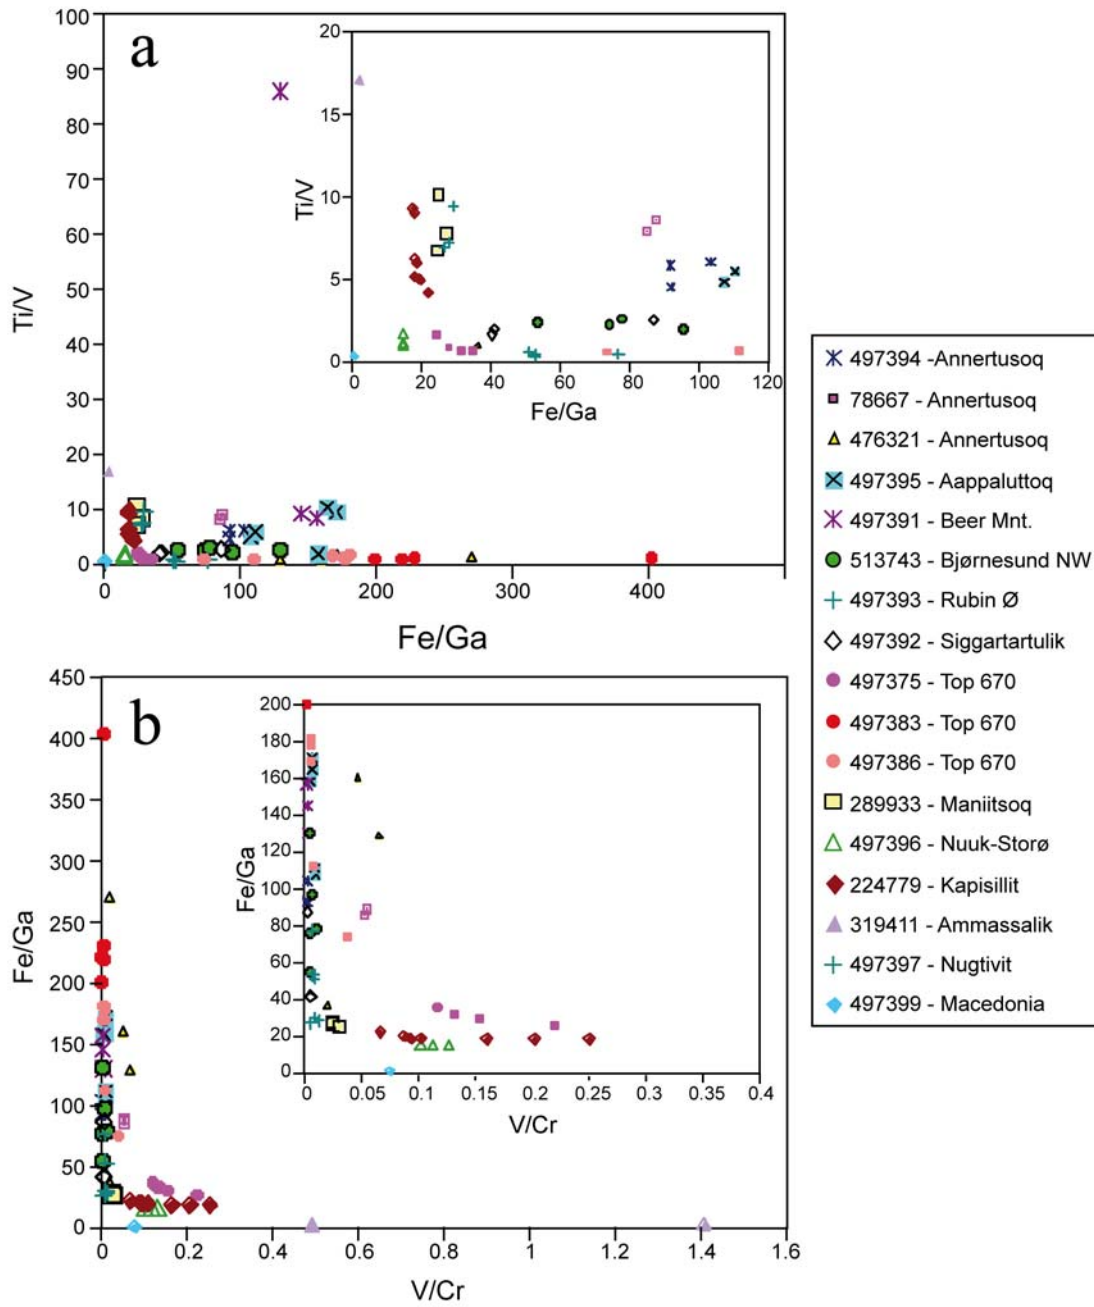 a
100
90
80
70
60
50
40
30
20
10
0
Ti/V
0
100
200
300
400
Fe/Ga
20
15
10
5
0
Ti/V
0
20
40
60
80
100
120
Fe/Ga
497394 -Annertusoq
78667 - Annertusoq
476321 - Annertusoq
497395 - Aappaluttoq
497391 - Beer Mnt.
513743 - Bjørnesund NW
497393 - Rubin Ø
497392 - Siggartartulik
497375 - Top 670
497383 - Top 670
497386 - Top 670
289933 - Maniitsoq
497396 - Nuuk-Storø
224779 - Kapisillit
319411 - Ammassalik
497397 - Nugtivit
497399 - Macedonia
b
450
400
350
300
250
200
150
100
50
0
Fe/Ga
0
0.2
0.4
0.6
0.8
1
1.2
1.4
1.6
V/Cr
200
180
160
140
120
100
80
60
40
20
0
Fe/Ga
0
0.05
0.1
0.15
0.2
0.25
0.3
0.35
0.4
V/Cr